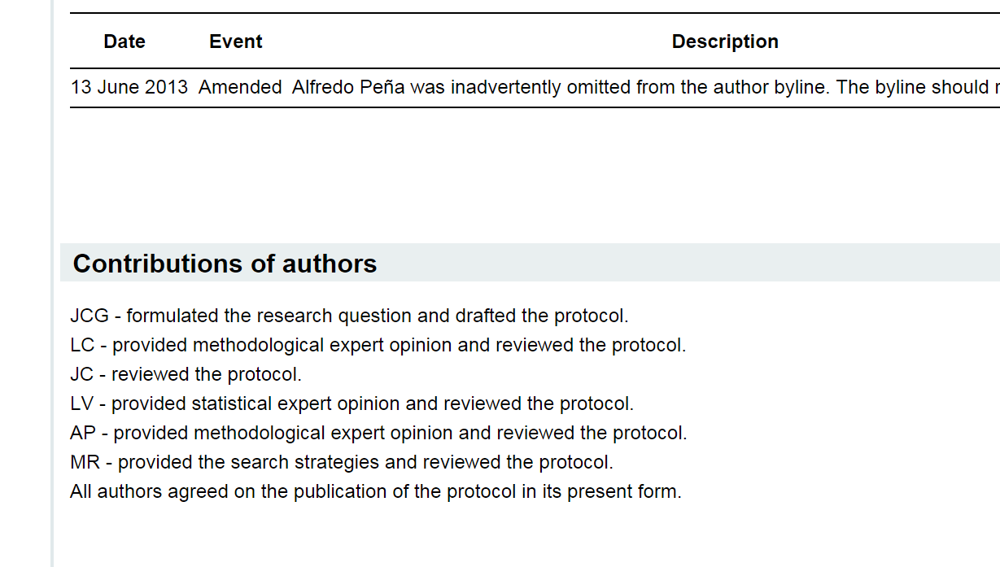 Date Event Description
13 June 2013 Amended Alfredo Peña was inadvertently omitted from the author byline. The byline should
Contributions of authors
JCG - formulated the research question and drafted the protocol.
LC - provided methodological expert opinion and reviewed the protocol.
JC - reviewed the protocol.
LV - provided statistical expert opinion and reviewed the protocol.
AP - provided methodological expert opinion and reviewed the protocol.
MR - provided the search strategies and reviewed the protocol.
All authors agreed on the publication of the protocol in its present form.